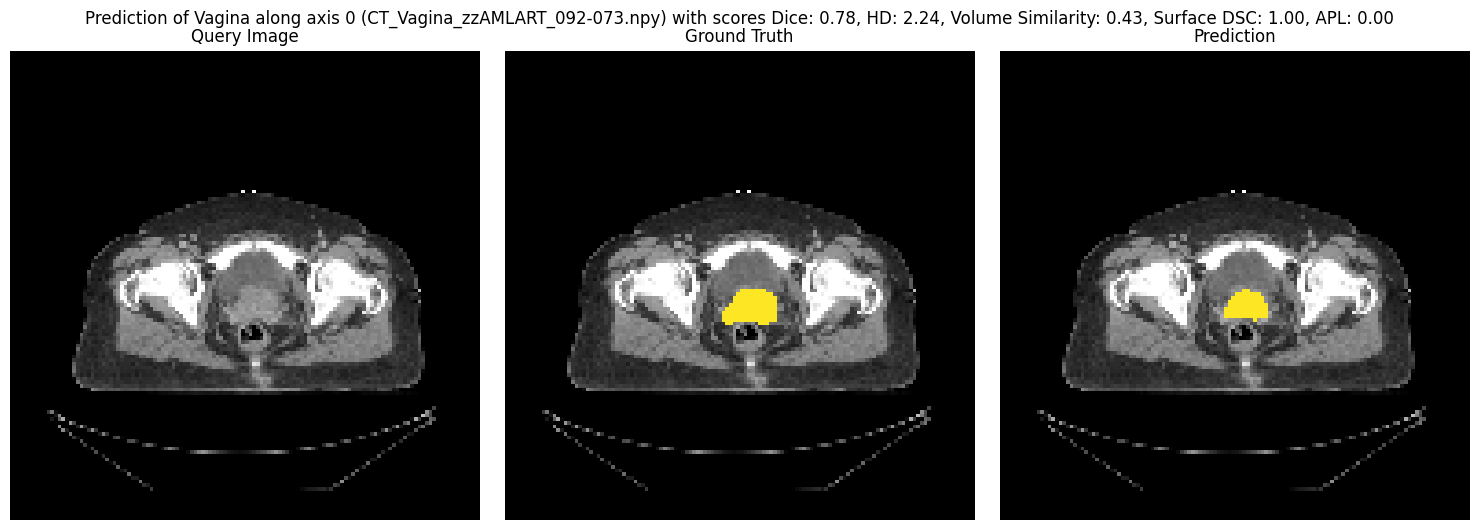 Prediction of Vagina along axis 0 (CT_Vagina_zzAMLART_092-073.npy) with scores Dice: 0.78, HD: 2.24, Volume Similarity: 0.43, Surface DSC: 1.00, APL: 0.00
Query Image
Ground Truth
Prediction